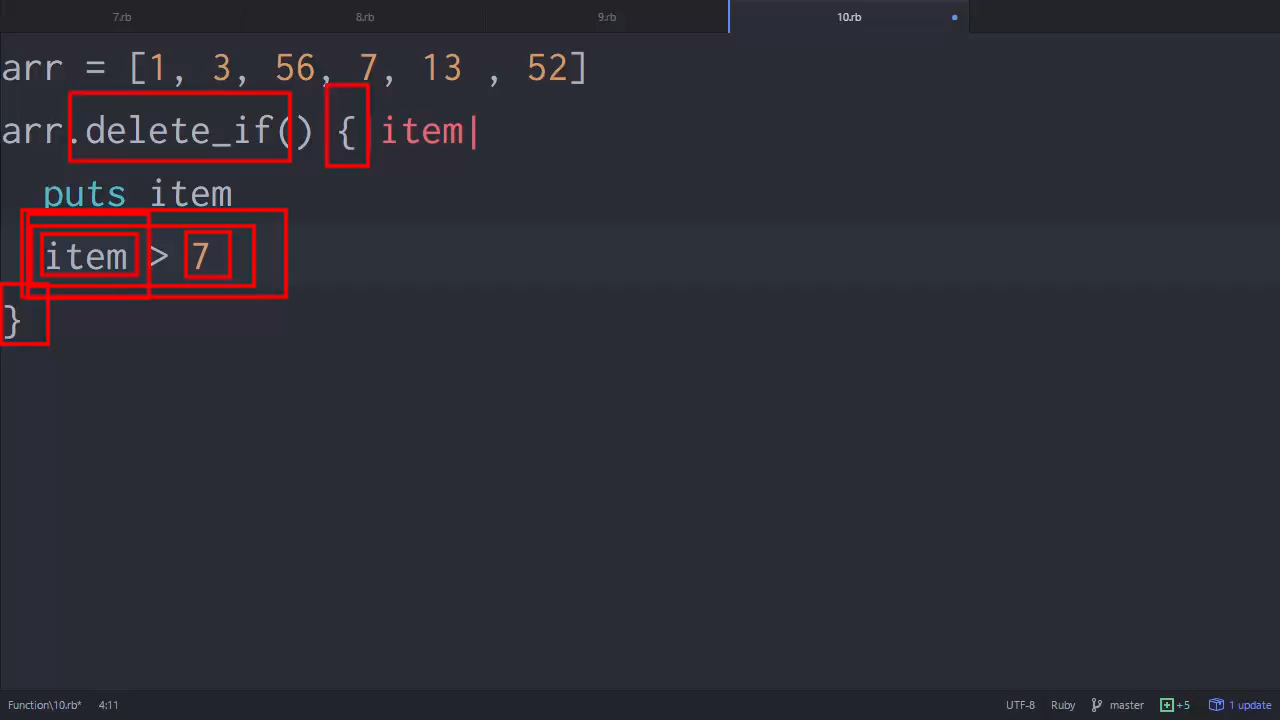 7.rb 8.rb 9.rb 10.rb
arr = [1, 3, 56, 7, 13 , 52]
arr.delete_if() { item|
puts item
item > 7
}
Function\10.rb* 4:11 UTF-8 Ruby master +5 1 update